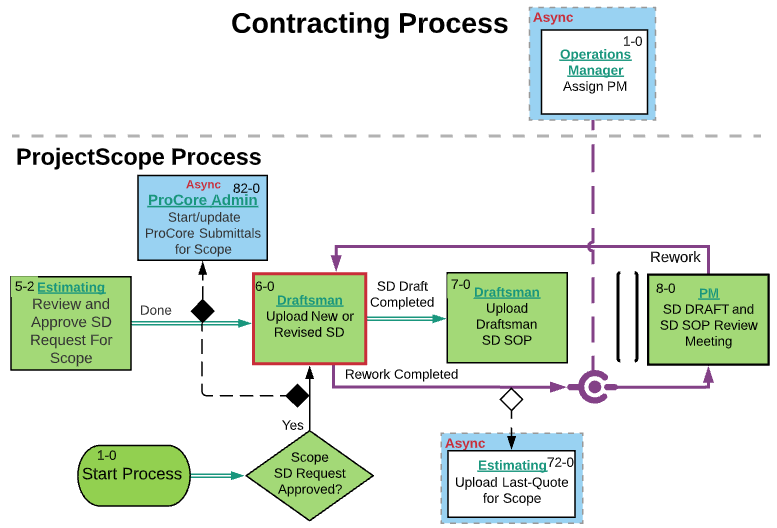 Contracting Process
Async
1-0
Operations
Manager
Assign PM
ProjectScope Process
Async
82-0
ProCore Admin
Start/update
ProCore Submittals
for Scope
Rework
5-2 Estimating
Review and
Approve SD
Request For
Scope
Done
6-0
Draftsman
Upload New or
Revised SD
SD Draft
Completed
7-0
Draftsman
Upload
Draftsman
SD SOP
8-0
PM
SD DRAFT and
SD SOP Review
Meeting
Rework Completed
Yes
1-0
Start Process
Scope
SD Request
Approved?
Async
Estimating
72-0
Upload Last-Quote
for Scope